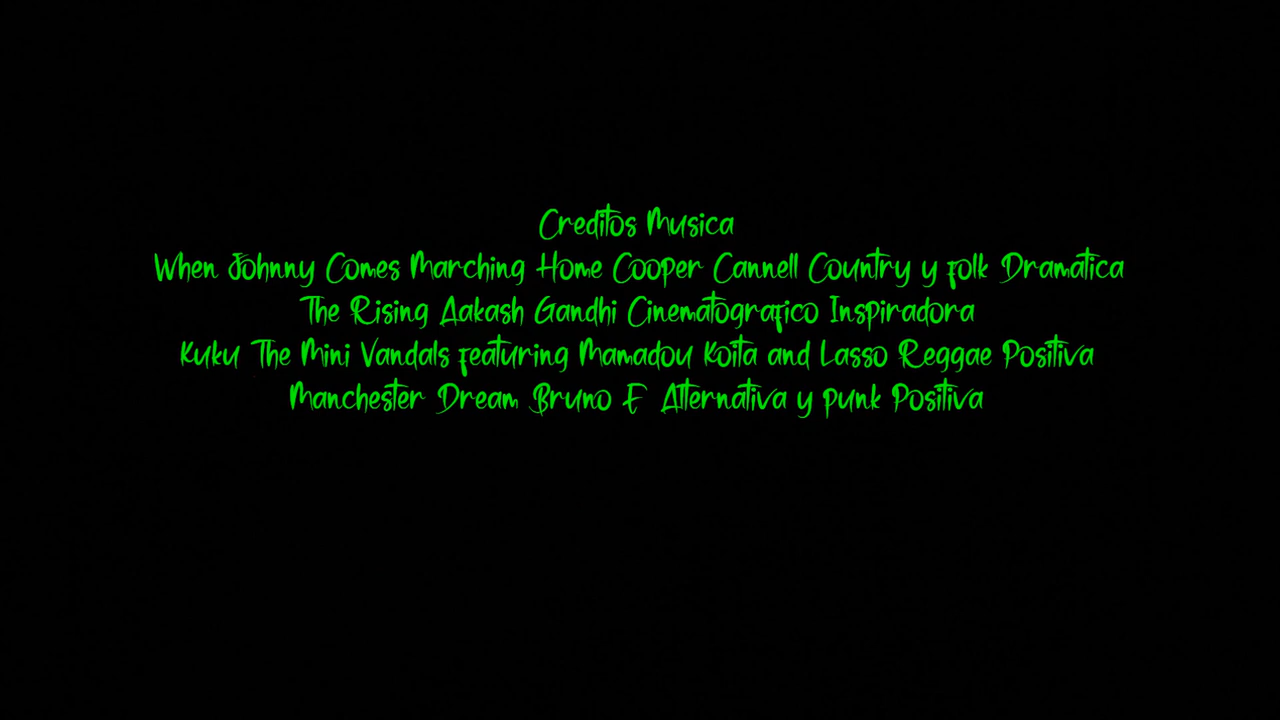 Creditos Musica
When Johnny Comes Marching Home Cooper Cannell Country y folk Dramatica
The Rising Aakash Gandhi Cinematografico Inspiradora
Kuku The Mini Vandals featuring Mamadou Koita and Lasso Reggae Positiva
Manchester Dream Bruno E Alternativa y punk Positiva